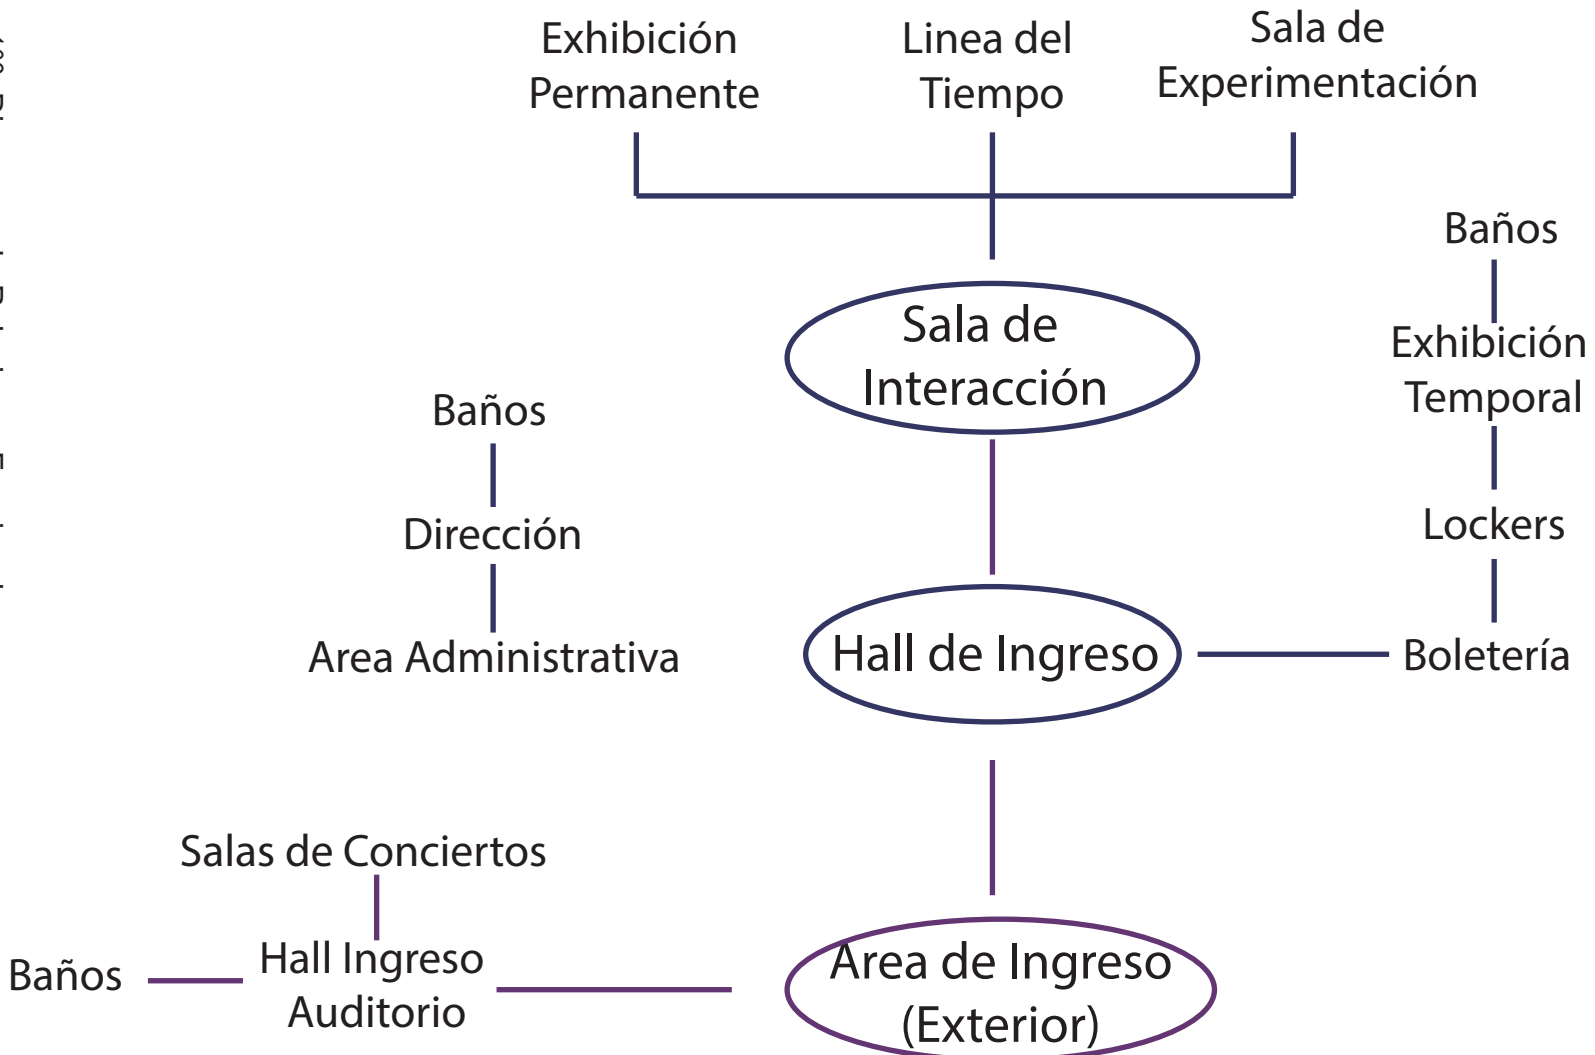 Exhibición
Permanente
Linea del
Tiempo
Sala de
Experimentación
Baños
Exhibición
Temporal
Lockers
Boletería
Sala de
Interacción
Baños
Dirección
Area Administrativa
Hall de Ingreso
Salas de Conciertos
Baños
Hall Ingreso
Auditorio
Area de Ingreso
(Exterior)